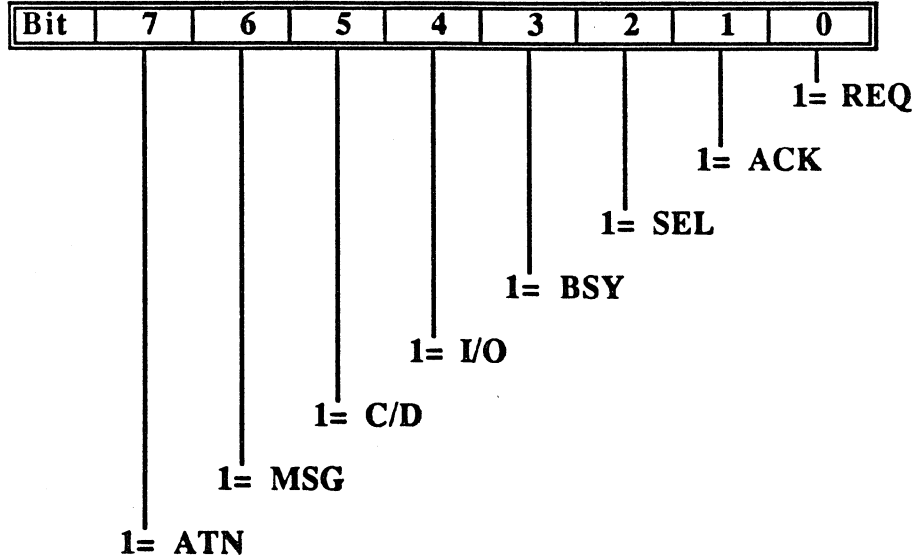 Bit 7 6 5 4 3 2 1 0
1= REQ
1= ACK
1= SEL
1= BSY
1= I/O
1= C/D
1= MSG
1= ATN